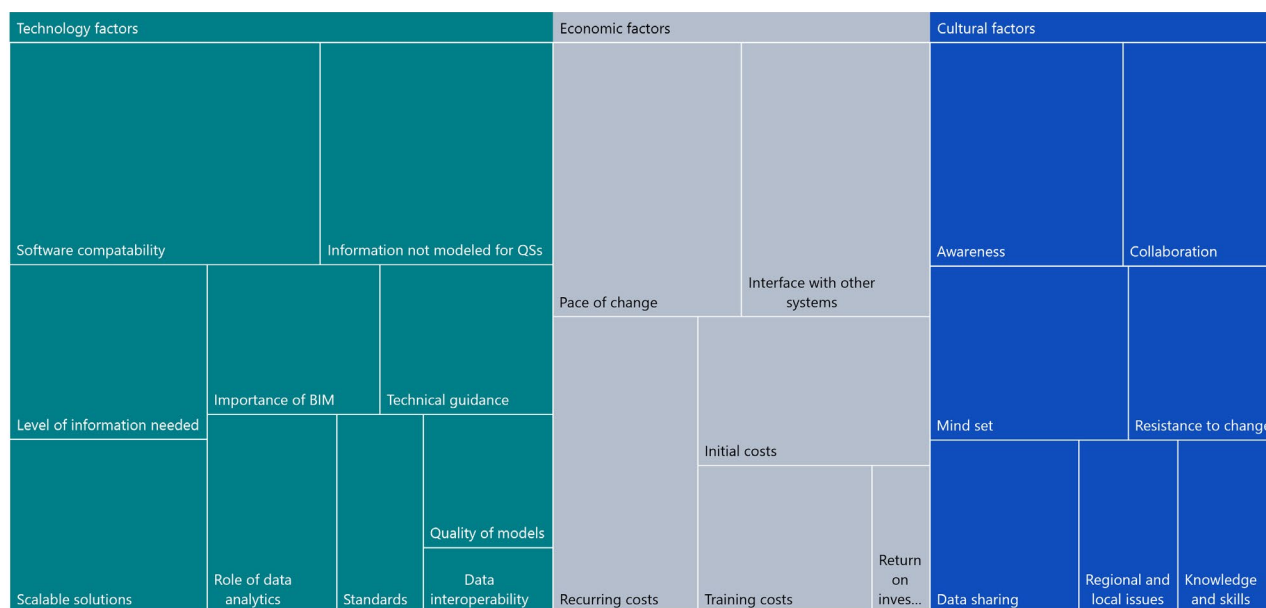 Technology factors
Software compatability
Information not modeled for QSs
Level of information needed
Importance of BIM
Technical guidance
Scalable solutions
Role of data
analytics
Standards
Quality of models
Data
interoperability
Economic factors
Pace of change
Interface with other
systems
Recurring costs
Initial costs
Training costs
Return
on
inves...
Cultural factors
Awareness
Collaboration
Mind set
Resistance to change
Data sharing
Regional and
local issues
Knowledge
and skills